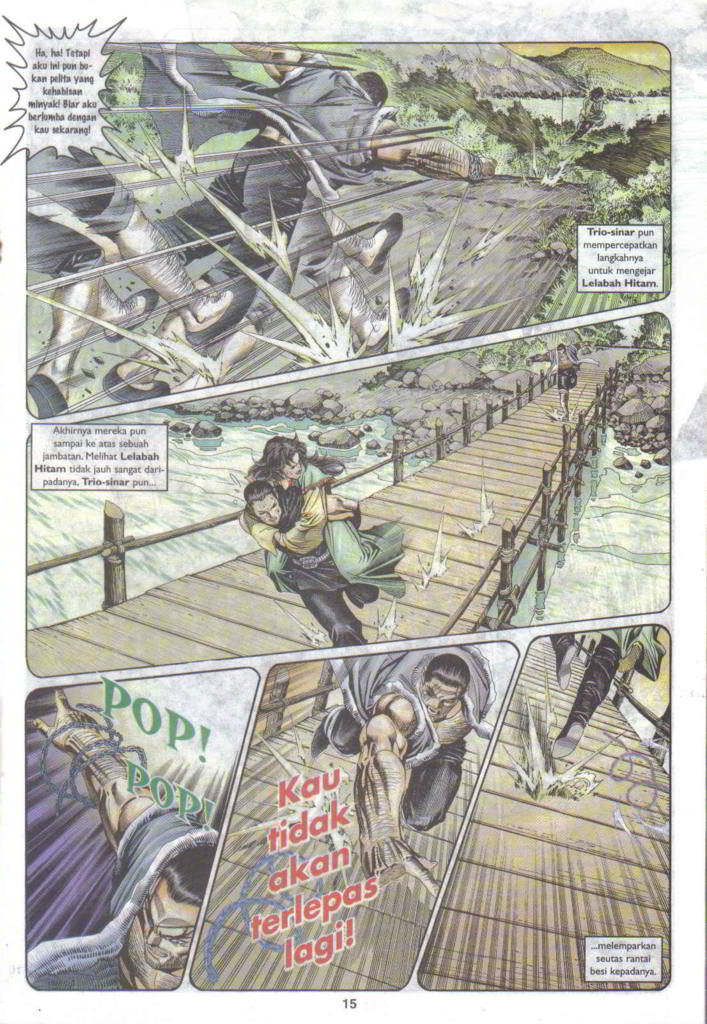 Ha, ha! Tetapi
aku ini pun bu-
kan pelita yang
kehabisan
minyak! Biar aku
berlumba dengan
kau sekarang!
Trio-sinar pun
mempercepatkan
langkahnya
untuk mengejar
Lelabah Hitam.
Akhirnya mereka pun
sampai ke atas sebuah
jambatan. Melihat Lelabah
Hitam tidak jauh sangat dari-
padanya, Trio-sinar pun...
POP!
POP!
Kau
tidak
akan
terlepas
lagi!
...melemparkan
seutas rantai
besi kepadanya.
15